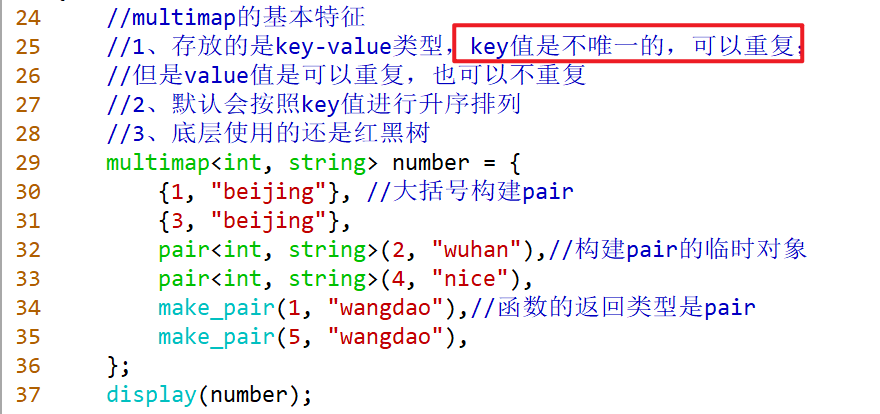 24 //multimap的基本特征
25 //1、存放的是key-value类型，key值是不唯一的，可以重复；
26 //但是value值是可以重复，也可以不重复
27 //2、默认会按照key值进行升序排列
28 //3、底层使用的还是红黑树
29 multimap<int, string> number = {
30 {1, "beijing"}, //大括号构建pair
31 {3, "beijing"},
32 pair<int, string>(2, "wuhan"),//构建pair的临时对象
33 pair<int, string>(4, "nice"),
34 make_pair(1, "wangdao"),//函数的返回类型是pair
35 make_pair(5, "wangdao"),
36 };
37 display(number);